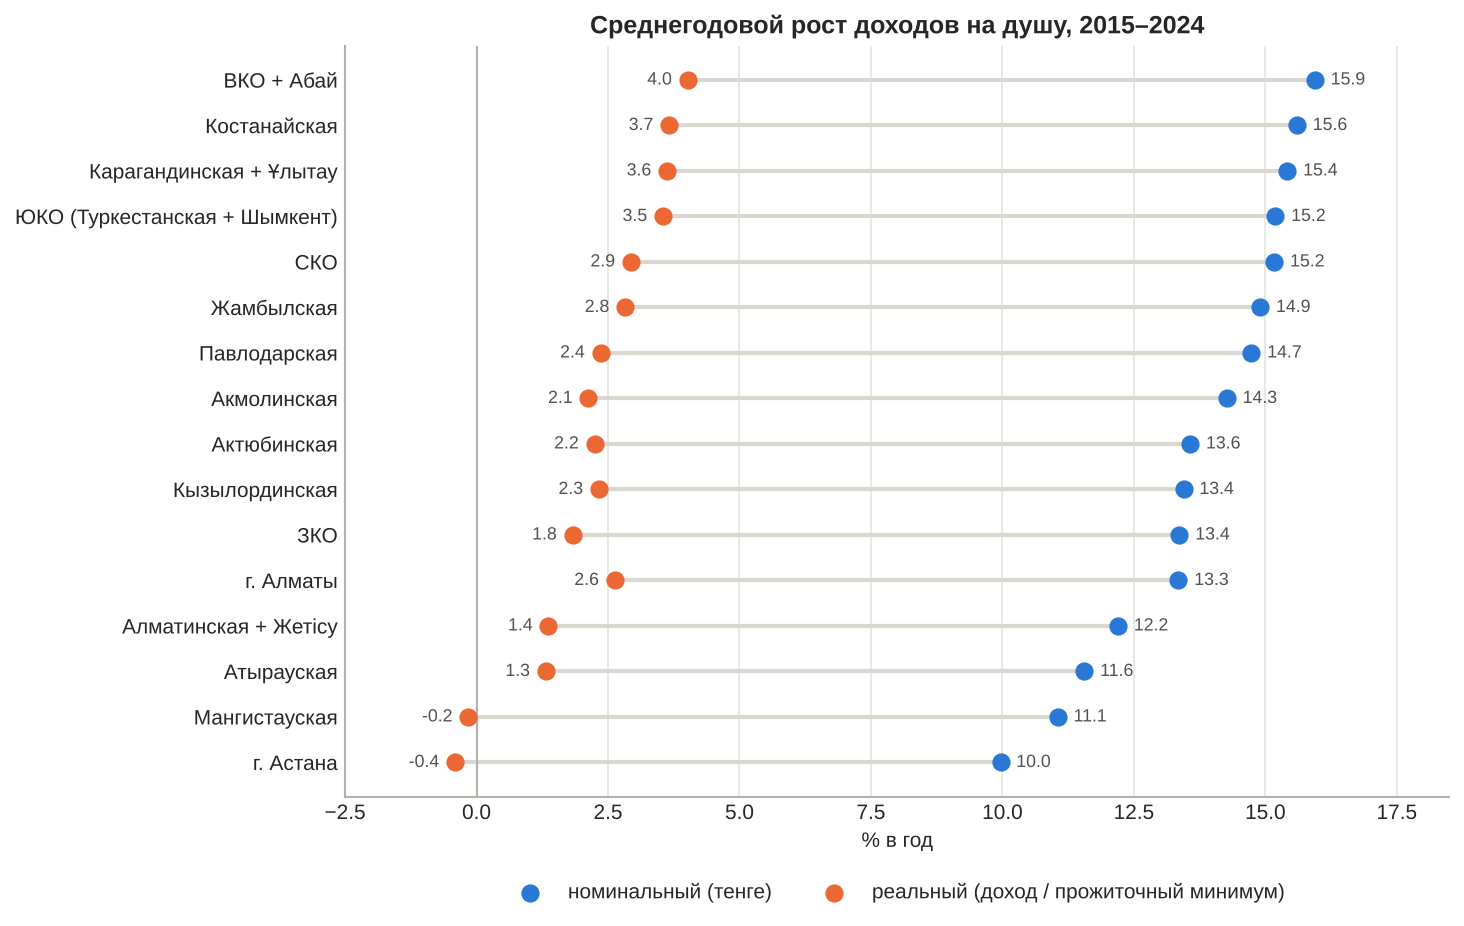 Среднегодовой рост доходов на душу, 2015–2024
ВКО + Абай 4.0 15.9
Костанайская 3.7 15.6
Карагандинская + Ұлытау 3.6 15.4
ЮКО (Туркестанская + Шымкент) 3.5 15.2
СКО 2.9 15.2
Жамбылская 2.8 14.9
Павлодарская 2.4 14.7
Акмолинская 2.1 14.3
Актюбинская 2.2 13.6
Кызылординская 2.3 13.4
ЗКО 1.8 13.4
г. Алматы 2.6 13.3
Алматинская + Жетісу 1.4 12.2
Атырауская 1.3 11.6
Мангистауская -0.2 11.1
г. Астана -0.4 10.0
−2.5 0.0 2.5 5.0 7.5 10.0 12.5 15.0 17.5
% в год
номинальный (тенге) реальный (доход / прожиточный минимум)